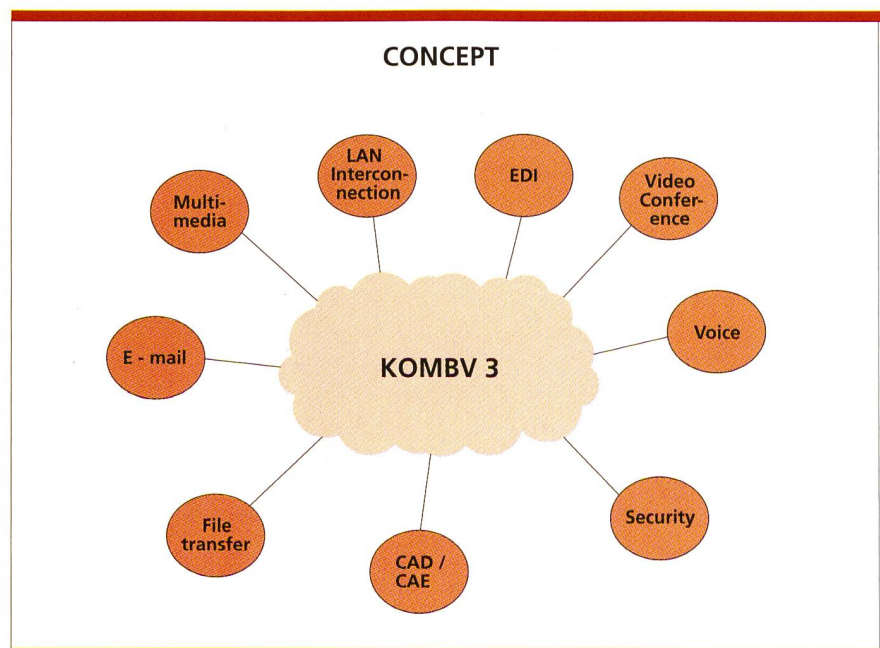 CONCEPT
LAN
Intercon-
nection
EDI
Video
Confer-
ence
Multi-
media
Voice
E - mail
KOMBV 3
Security
File
transfer
CAD /
CAE